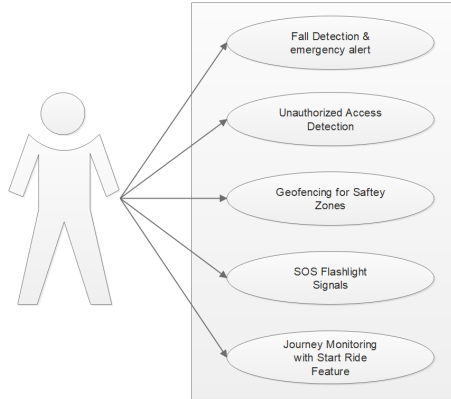 Fall Detection &
emergency alert
Unauthorized Access
Detection
Geofencing for Saftey
Zones
SOS Flashlight
Signals
Journey Monitoring
with Start Ride
Feature